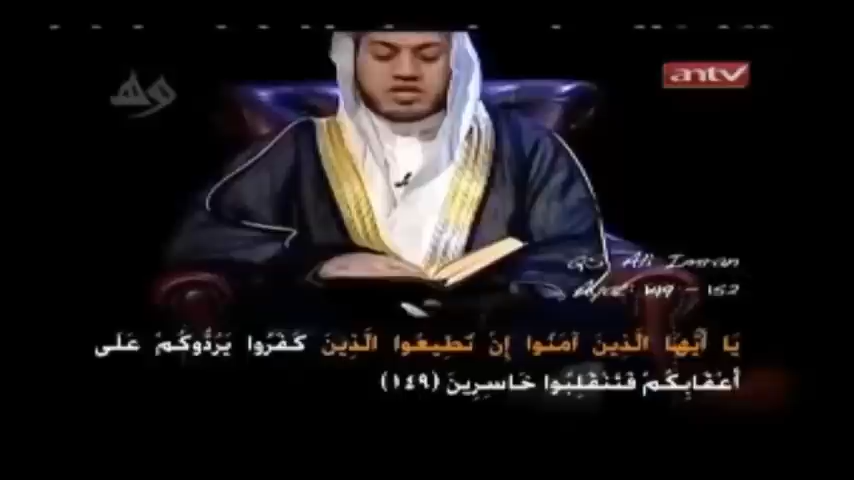 antv
QS Ali Imran
Ayat: 149 - 152
يَا أَيُّهَا الَّذِينَ آمَنُوا إِنْ تُطِيعُوا الَّذِينَ كَفَرُوا يَرُدُّوكُمْ عَلَى
أَعْقَابِكُمْ فَتَنْقَلِبُوا خَاسِرِينَ (١٤٩)